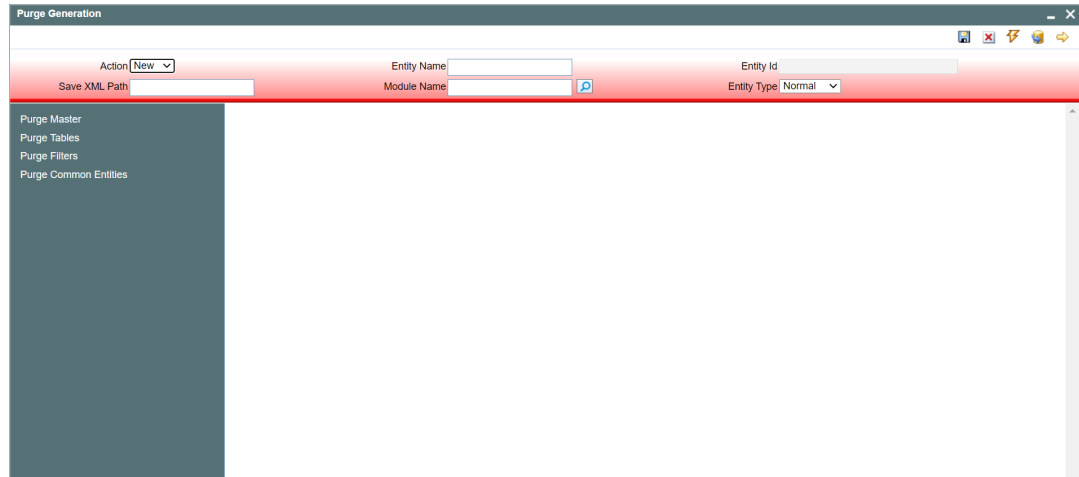 Purge Generation
Action New Entity Name Entity Id
Save XML Path Module Name Entity Type Normal
Purge Master
Purge Tables
Purge Filters
Purge Common Entities